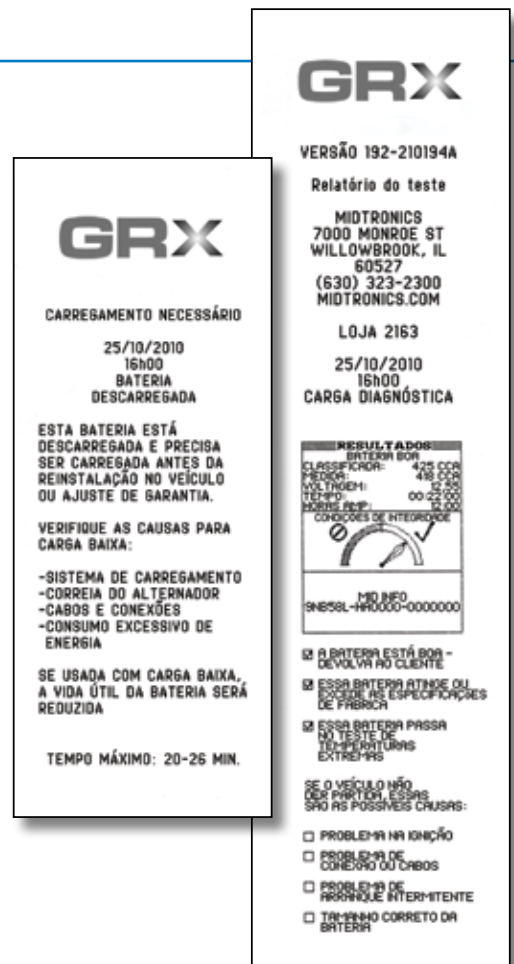 GRX
CARREGAMENTO NECESSÁRIO
25/10/2010
16h00
BATERIA
DESCARREGADA
ESTA BATERIA ESTÁ
DESCARREGADA E PRECISA
SER CARREGADA ANTES DA
REINSTALAÇÃO NO VEÍCULO
OU AJUSTE DE GARANTIA.
VERIFIQUE AS CAUSAS PARA
CARGA BAIXA:
-SISTEMA DE CARREGAMENTO
-CORREIA DO ALTERNADOR
-CABOS E CONEXÕES
-CONSUMO EXCESSIVO DE
ENERGIA
SE USADA COM CARGA BAIXA,
A VIDA ÚTIL DA BATERIA SERÁ
REDUZIDA
TEMPO MÁXIMO: 20-26 MIN.
GRX
VERSÃO 192-210194A
Relatório do teste
MIDTRONICS
7000 MONROE ST
WILLOWBROOK, IL
60527
(630) 323-2300
MIDTRONICS.COM
LOJA 2163
25/10/2010
16h00
CARGA DIAGNÓSTICA
RESULTADOS
BATERIA BOA
CLASSIFICADA: 425 CCA
MEDIDA: 418 CCA
VOLTAGEM: 12.55
TEMPO: 00:22:00
HORAS AMP: 12.00
CONDIÇÕES DE INTEGRIDADE
MID INFO
9NB58L-HA0000-0000000
A BATERIA ESTÁ BOA -
DEVOLVA AO CLIENTE
ESSA BATERIA ATINGE OU
EXCEDE AS ESPECIFICAÇÕES
DE FÁBRICA
ESSA BATERIA PASSA
NO TESTE DE
TEMPERATURAS
EXTREMAS
SE O VEÍCULO NÃO
DER PARTIDA, ESSAS
SÃO AS POSSÍVEIS CAUSAS:
PROBLEMA NA IGNIÇÃO
PROBLEMA DE
CONEXÃO OU CABOS
PROBLEMA DE
ARRANQUE INTERMITENTE
TAMANHO CORRETO DA
BATERIA